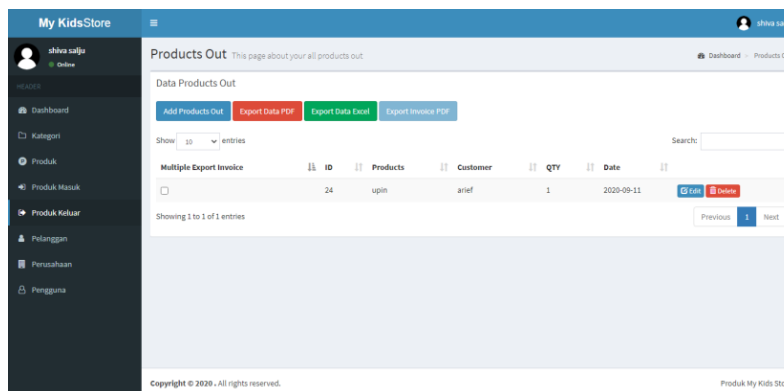 My KidsStore
shiva sal
shiva salju
Online
Products Out This page about your all products out
Dashboard > Products
HEADER
Data Products Out
Dashboard
Add Products Out Export Data PDF Export Data Excel Export Invoice PDF
Kategori
Show 10 entries Search:
Produk
Multiple Export Invoice ID Products Customer QTY Date
Produk Masuk
24 upin arief 1 2020-09-11 Edit Delete
Produk Keluar
Showing 1 to 1 of 1 entries Previous 1 Next
Pelanggan
Perusahaan
Pengguna
Copyright © 2020 . All rights reserved. Produk My Kids Sto